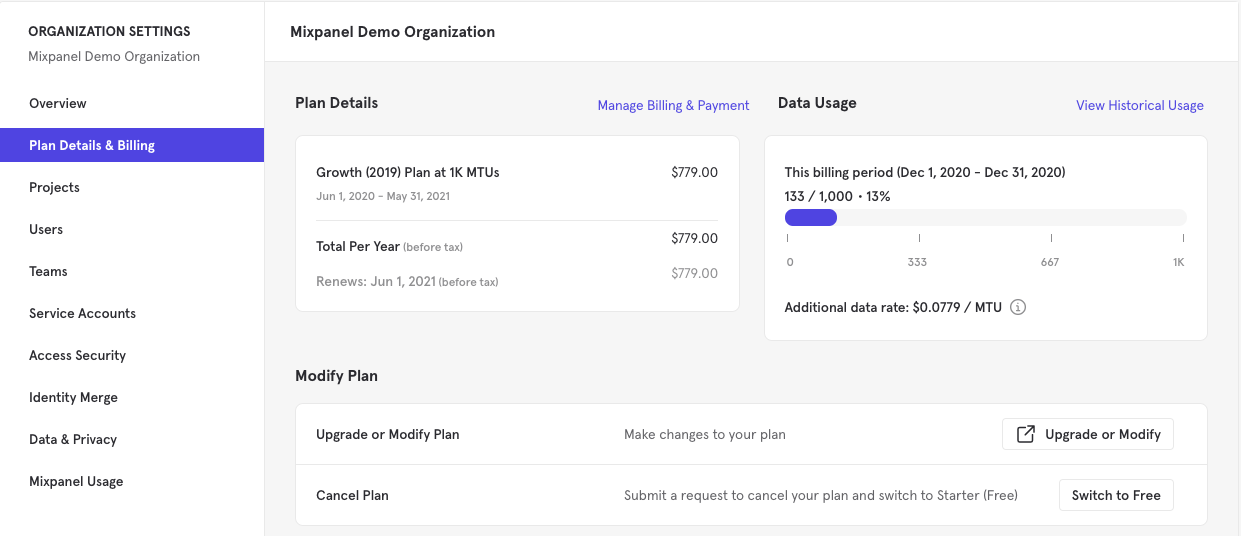 ORGANIZATION SETTINGS
Mixpanel Demo Organization
Overview
Plan Details & Billing
Projects
Users
Teams
Service Accounts
Access Security
Identity Merge
Data & Privacy
Mixpanel Usage
Mixpanel Demo Organization
Plan Details
Manage Billing & Payment
Growth (2019) Plan at 1K MTUs $779.00
Jun 1, 2020 - May 31, 2021
Total Per Year (before tax) $779.00
Renews: Jun 1, 2021 (before tax) $779.00
Data Usage
View Historical Usage
This billing period (Dec 1, 2020 - Dec 31, 2020)
133 / 1,000 • 13%
0 333 667 1K
Additional data rate: $0.0779 / MTU
Modify Plan
Upgrade or Modify Plan Make changes to your plan Upgrade or Modify
Cancel Plan Submit a request to cancel your plan and switch to Starter (Free) Switch to Free